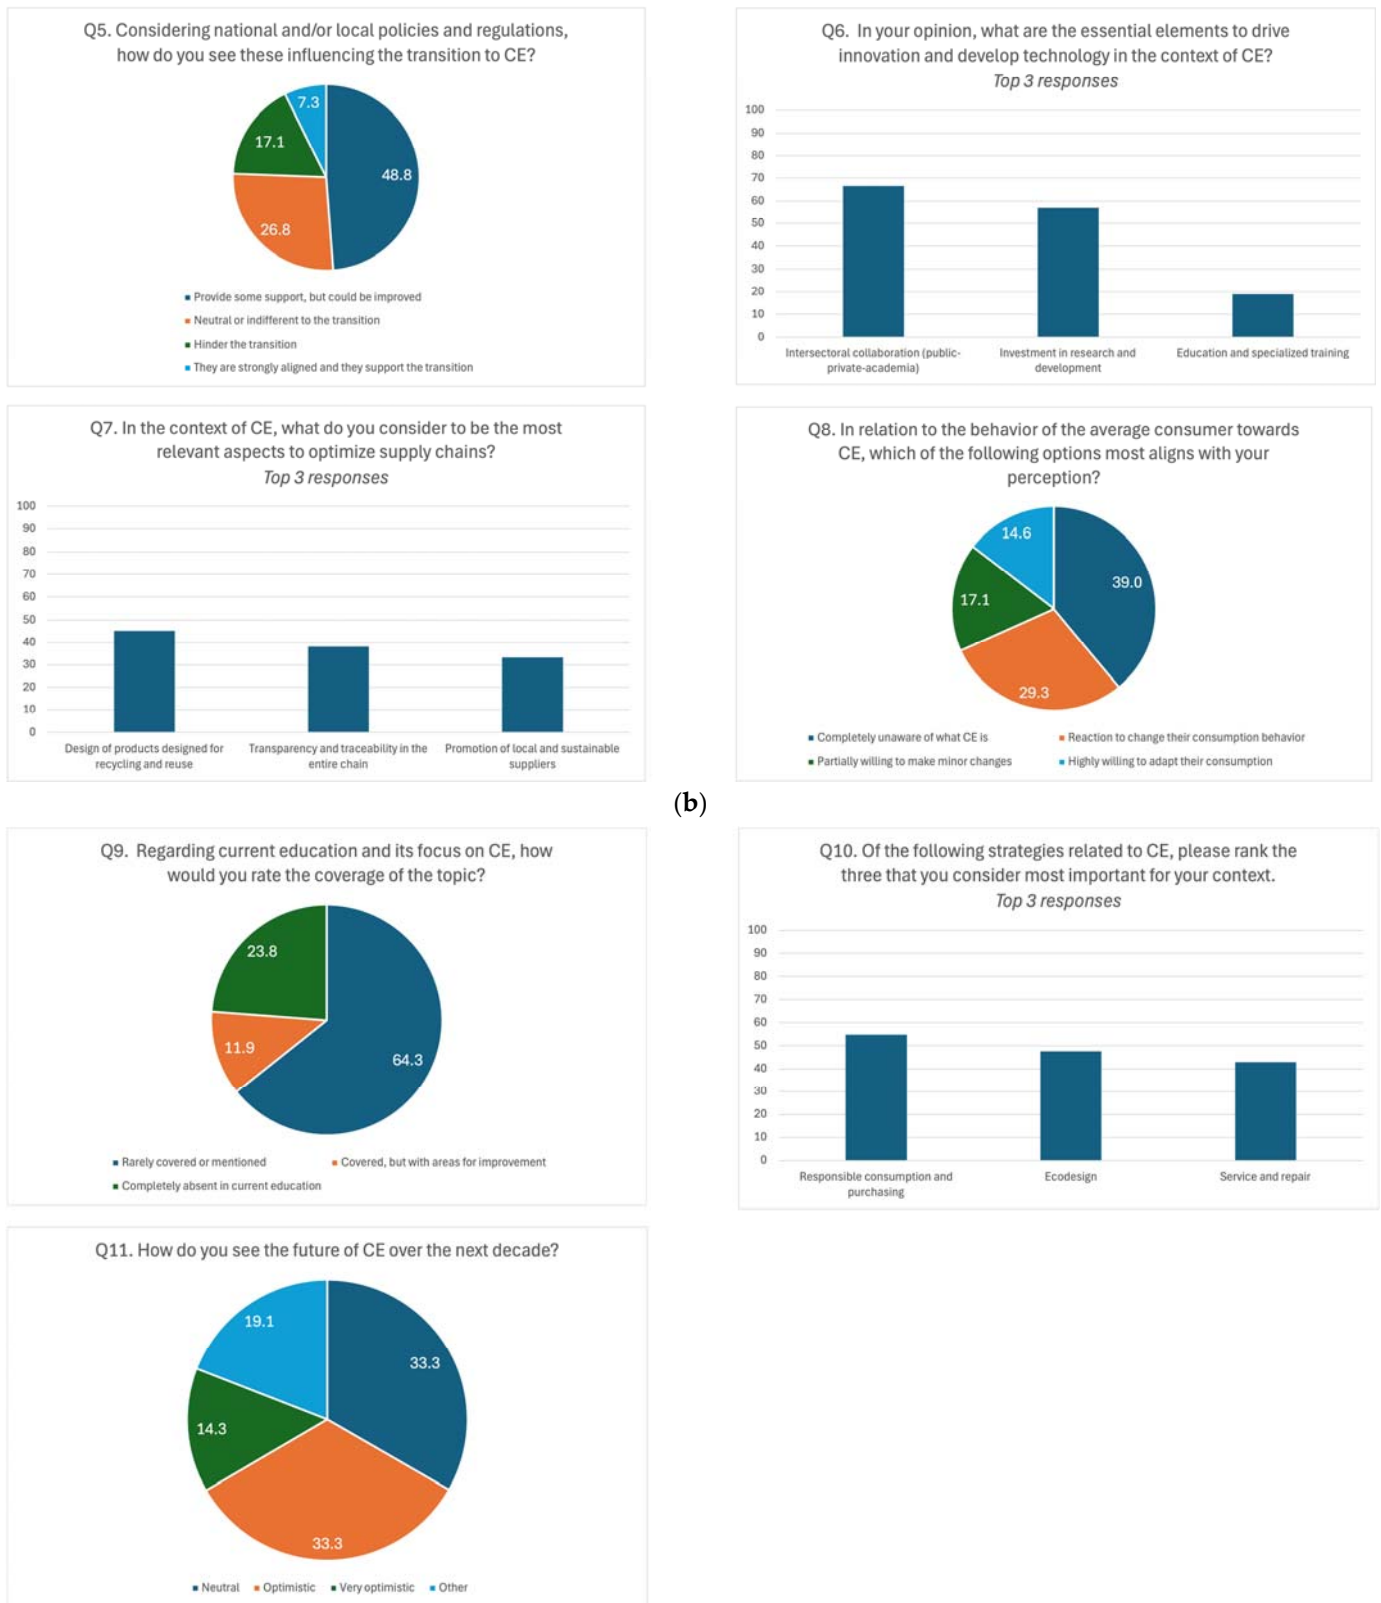 Q5. Considering national and/or local policies and regulations,
how do you see these influencing the transition to CE?
7.3
17.1
48.8
26.8
Provide some support, but could be improved
Neutral or indifferent to the transition
Hinder the transition
They are strongly aligned and they support the transition
Q6. In your opinion, what are the essential elements to drive
innovation and develop technology in the context of CE?
Top 3 responses
100
90
80
70
60
50
40
30
20
10
0
Intersectoral collaboration (public-
private-academia)
Investment in research and
development
Education and specialized training
Q7. In the context of CE, what do you consider to be the most
relevant aspects to optimize supply chains?
Top 3 responses
100
90
80
70
60
50
40
30
20
10
0
Design of products designed for
recycling and reuse
Transparency and traceability in the
entire chain
Promotion of local and sustainable
suppliers
Q8. In relation to the behavior of the average consumer towards
CE, which of the following options most aligns with your
perception?
14.6
39.0
17.1
29.3
Completely unaware of what CE is
Reaction to change their consumption behavior
Partially willing to make minor changes
Highly willing to adapt their consumption
(b)
Q9. Regarding current education and its focus on CE, how
would you rate the coverage of the topic?
23.8
11.9
64.3
Rarely covered or mentioned
Covered, but with areas for improvement
Completely absent in current education
Q10. Of the following strategies related to CE, please rank the
three that you consider most important for your context.
Top 3 responses
100
90
80
70
60
50
40
30
20
10
0
Responsible consumption and
purchasing
Ecodesign
Service and repair
Q11. How do you see the future of CE over the next decade?
19.1
33.3
14.3
33.3
Neutral
Optimistic
Very optimistic
Other